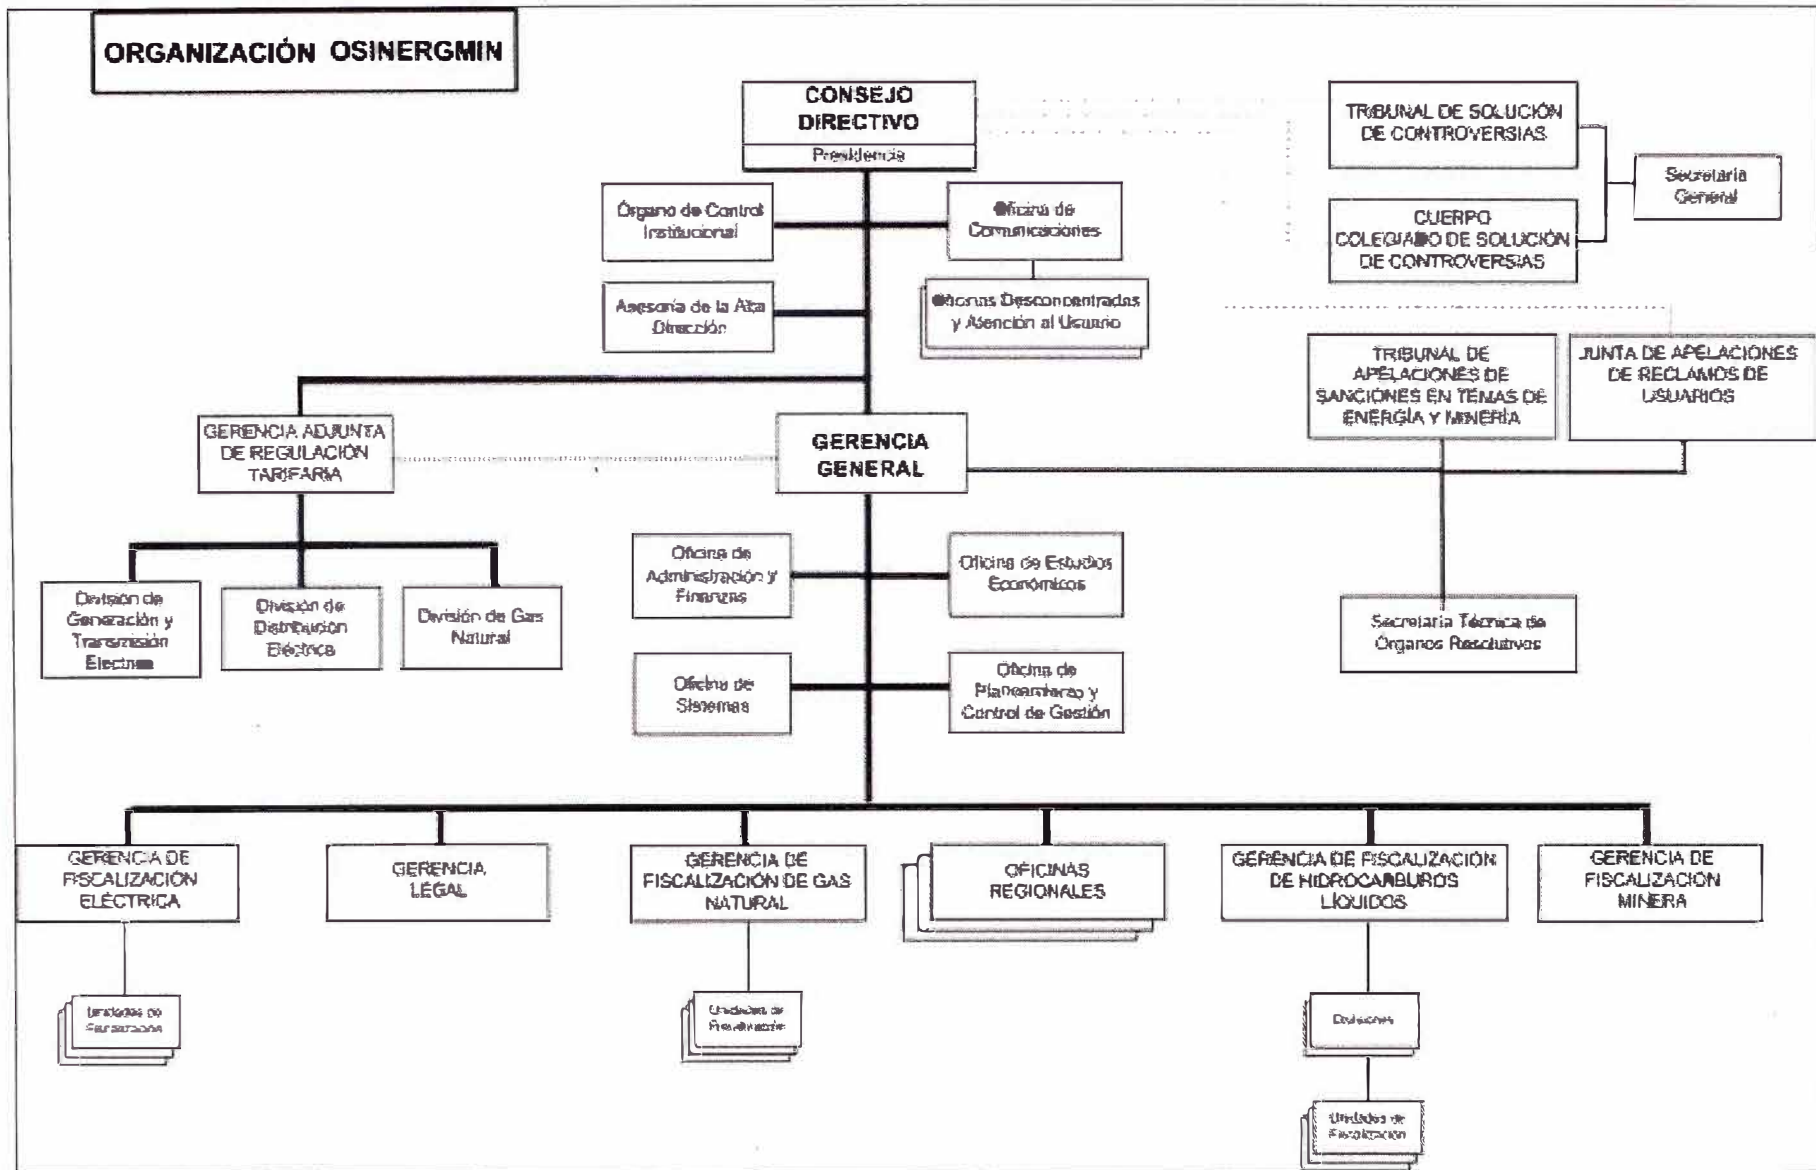 ORGANIZACIÓN OSINERGMIN
CONSEJO
DIRECTIVO
Presidencia
TRIBUNAL DE SOLUCIÓN
DE CONTROVERSIAS
Secretaria
General
CUERPO
COLEGIADO DE SOLUCIÓN
DE CONTROVERSIAS
Órgano de Control
Institucional
Oficina de
Comunicaciones
Asesoría de la Alta
Dirección
Oficinas Desconcentradas
y Atención al Usuario
TRIBUNAL DE
APELACIONES DE
SANCIONES EN TEMAS DE
ENERGÍA Y MINERÍA
JUNTA DE APELACIONES
DE RECLAMOS DE
USUARIOS
GERENCIA ADJUNTA
DE REGULACIÓN
TARIFARIA
GERENCIA
GENERAL
División de
Generación y
Transmisión
Electrica
División de
Distribución
Eléctrica
División de Gas
Natural
Oficina de
Administración y
Finanzas
Oficina de Estudios
Económicos
Oficina de
Sistemas
Oficina de
Planeamiento y
Control de Gestión
Secretaria Técnica de
Órganos Resolutivos
GERENCIA DE
FISCALIZACIÓN
ELÉCTRICA
GERENCIA
LEGAL
GERENCIA DE
FISCALIZACIÓN DE GAS
NATURAL
OFICINAS
REGIONALES
GERENCIA DE FISCALIZACIÓN
DE HIDROCARBUROS
LÍQUIDOS
GERENCIA DE
FISCALIZACION
MINERA
Unidades de
Fiscalización
Unidades de
Fiscalización
Divisiones
Unidades de
Fiscalización